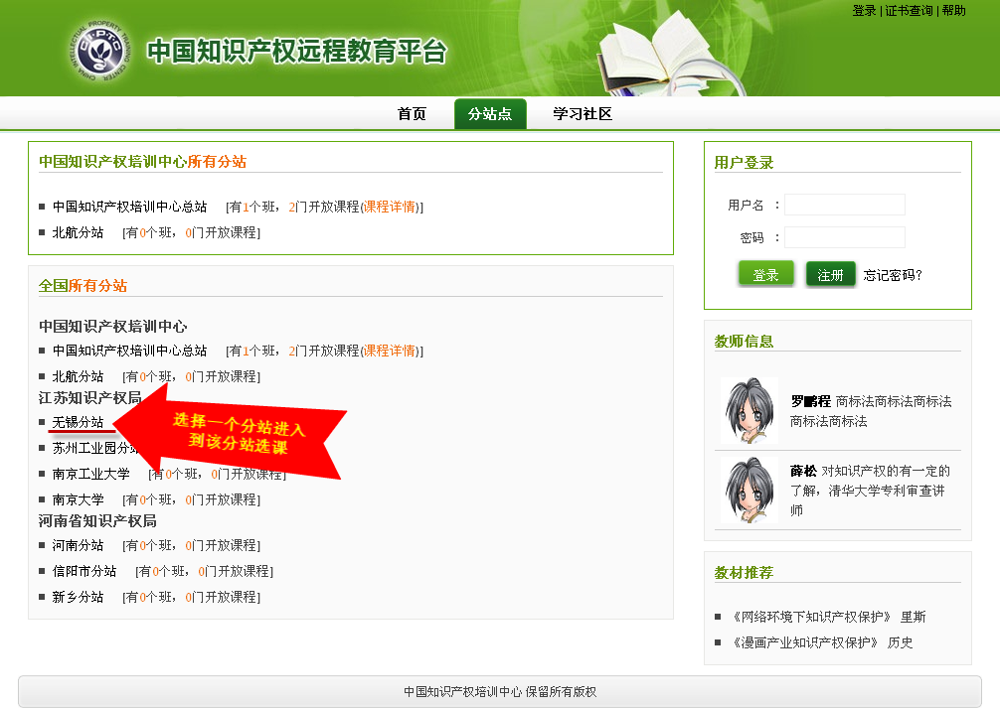 登录 | 证书查询 | 帮助
INTELLECTUAL PROPERTY TRAINING CENTER
CIPTC
中国知识产权远程教育平台
首页 分站点 学习社区
中国知识产权培训中心所有分站
■ 中国知识产权培训中心总站 [有1个班，2门开放课程(课程详情)]
■ 北航分站 [有0个班，0门开放课程]
全国所有分站
中国知识产权培训中心
■ 中国知识产权培训中心总站 [有1个班，2门开放课程(课程详情)]
■ 北航分站 [有0个班，0门开放课程]
江苏知识产权局
■ 无锡分站
选择一个分站进入
到该分站选课
■ 苏州工业园分站
■ 南京工业大学 [有0个班，0门开放课程]
■ 南京大学 [有0个班，0门开放课程]
河南省知识产权局
■ 河南分站 [有0个班，0门开放课程]
■ 信阳市分站 [有0个班，0门开放课程]
■ 新乡分站 [有0个班，0门开放课程]
用户登录
用户名 ：
密码 ：
登录 注册 忘记密码？
教师信息
罗鹏程 商标法商标法商标法
商标法商标法
薛松 对知识产权的有一定的
了解，清华大学专利审查讲
师
教材推荐
■ 《网络环境下知识产权保护》 里斯
■ 《漫画产业知识产权保护》 历史
中国知识产权培训中心 保留所有版权